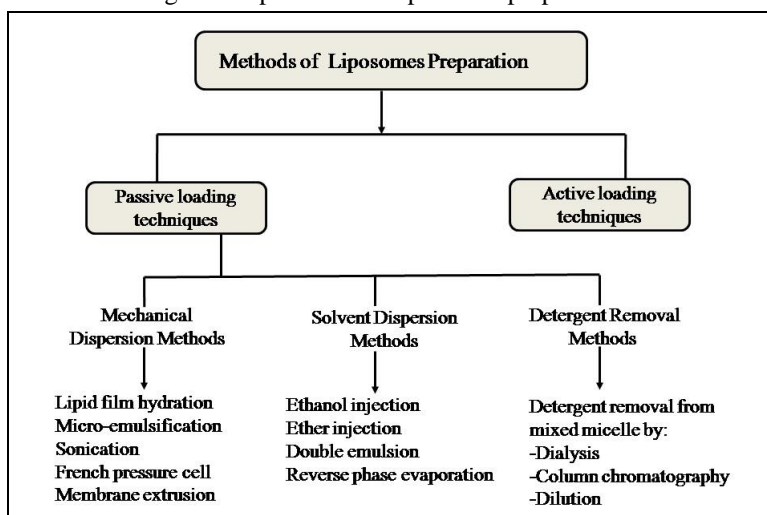 Methods of Liposomes Preparation
Passive loading
techniques
Active loading
techniques
Mechanical
Dispersion Methods
Lipid film hydration
Micro-emulsification
Sonication
French pressure cell
Membrane extrusion
Solvent Dispersion
Methods
Ethanol injection
Ether injection
Double emulsion
Reverse phase evaporation
Detergent Removal
Methods
Detergent removal from
mixed micelle by:
-Dialysis
-Column chromatography
-Dilution